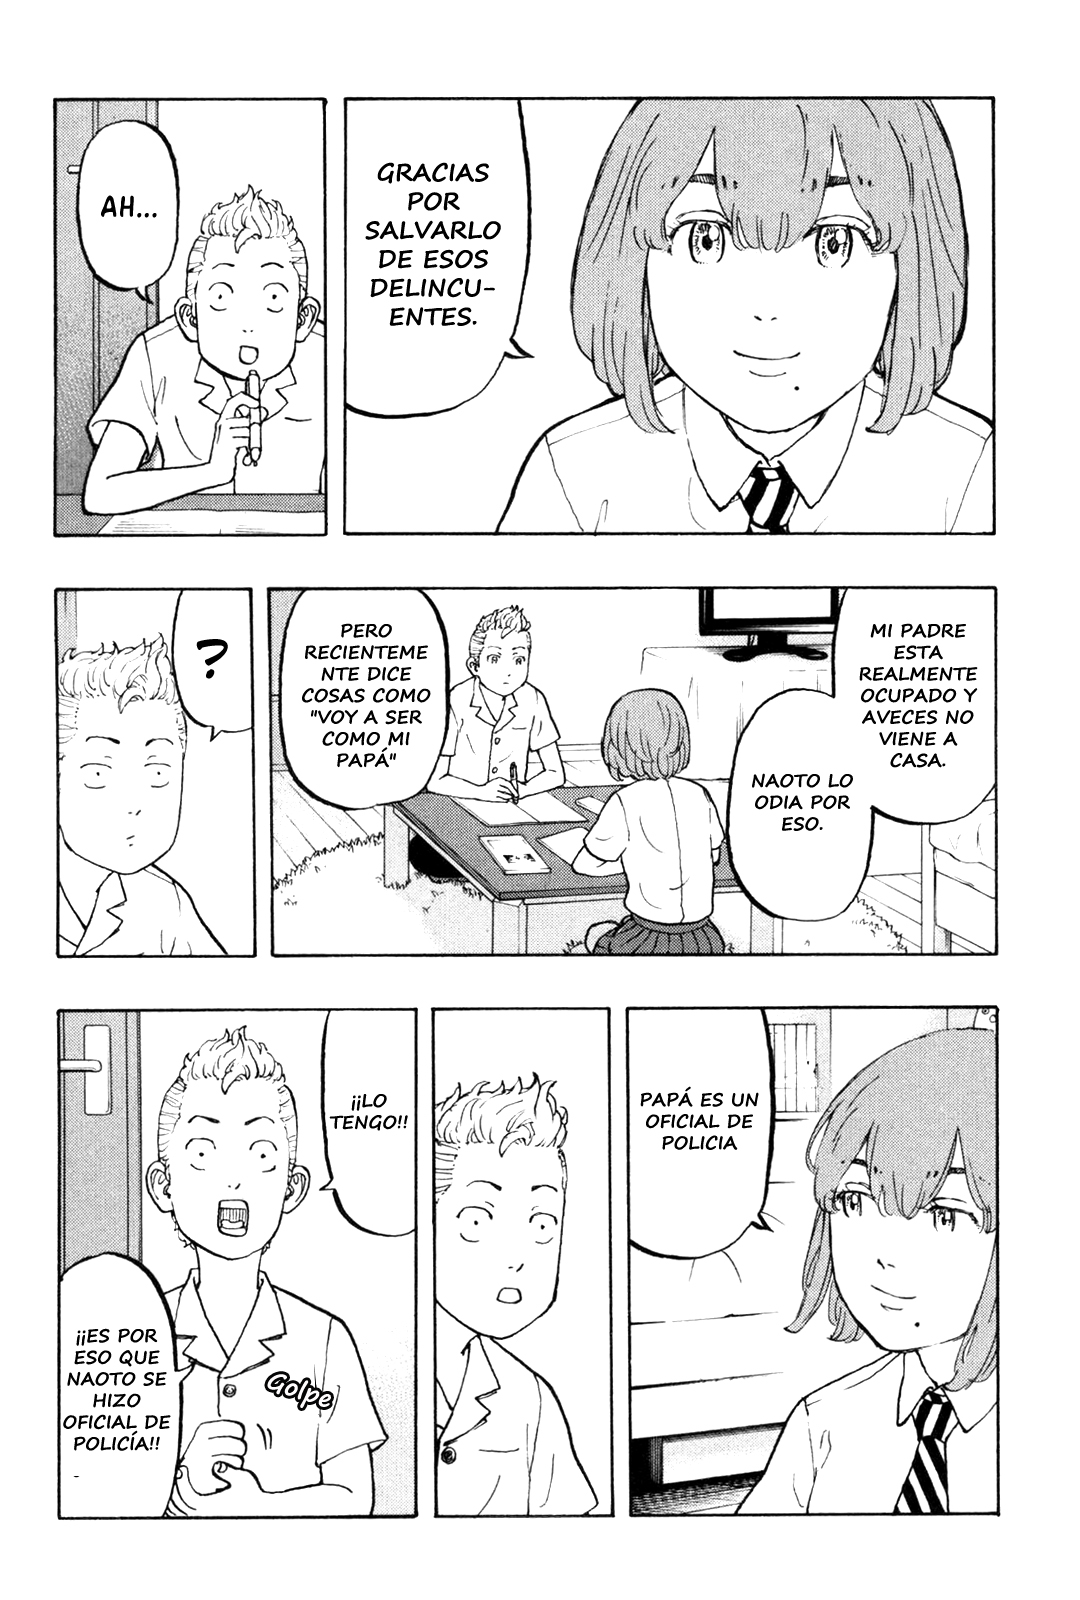 GRACIAS
POR
SALVARLO
DE ESOS
DELINCU-
ENTES.
AH...
MI PADRE
ESTA
REALMENTE
OCUPADO Y
AVECES NO
VIENE A
CASA.
NAOTO LO
ODIA POR
ESO.
PERO
RECIENTEME
NTE DICE
COSAS COMO
"VOY A SER
COMO MI
PAPÁ"
?
PAPÁ ES UN
OFICIAL DE
POLICIA
¡¡LO
TENGO!!
¡¡ES POR
ESO QUE
NAOTO SE
HIZO
OFICIAL DE
POLICÍA!!
Golpe